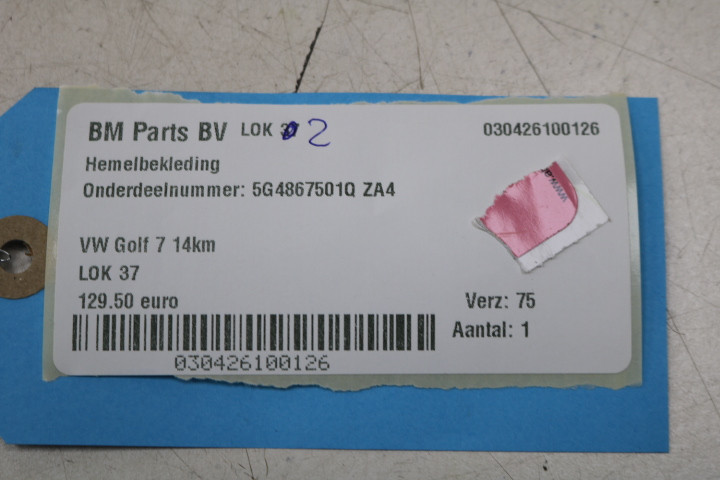 BM Parts BV LOK 2 030426100126
Hemelbekleding
Onderdeelnummer: 5G4867501Q ZA4
VW Golf 7 14km
LOK 37
129.50 euro Verz: 75
Aantal: 1
030426100126